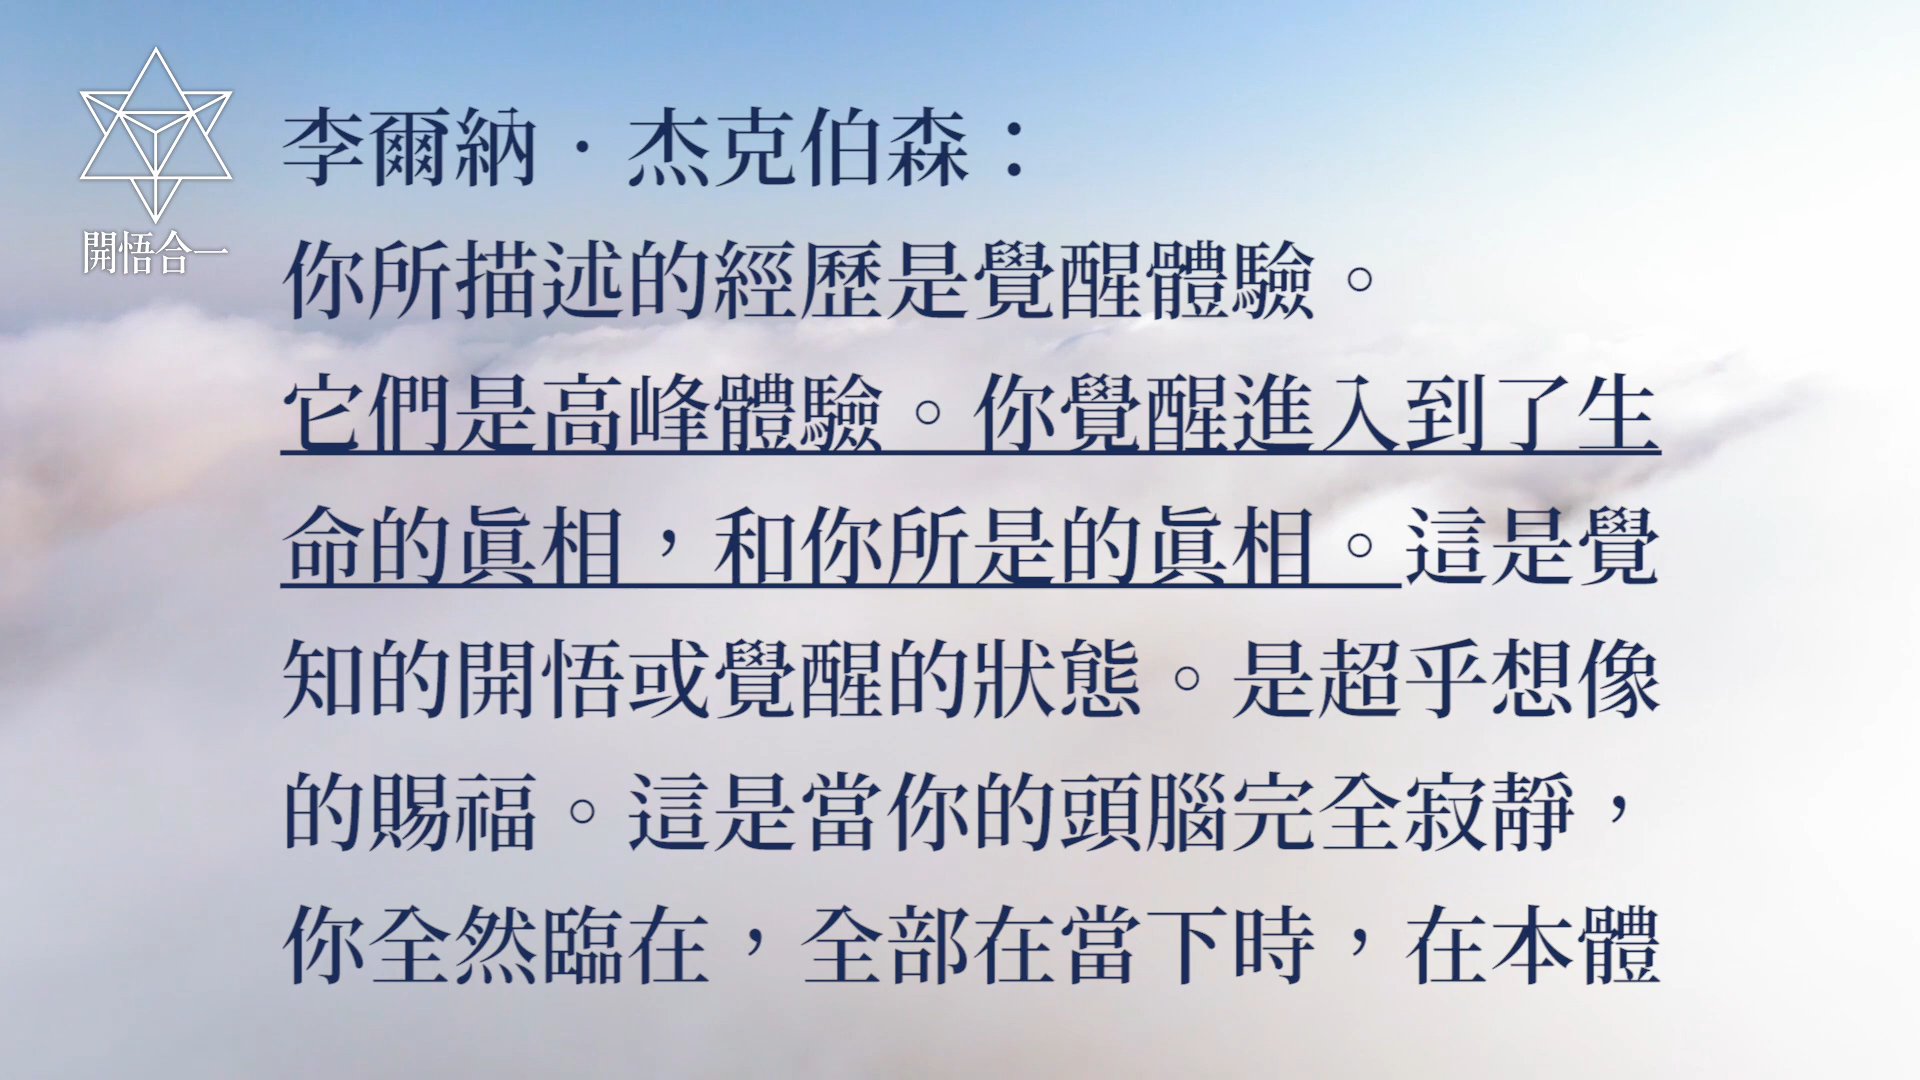 開悟合一
李爾納·杰克伯森：
你所描述的經歷是覺醒體驗。
它們是高峰體驗。你覺醒進入到了生
命的眞相，和你所是的眞相。這是覺
知的開悟或覺醒的狀態。是超乎想像
的賜福。這是當你的頭腦完全寂靜，
你全然臨在，全部在當下時，在本體